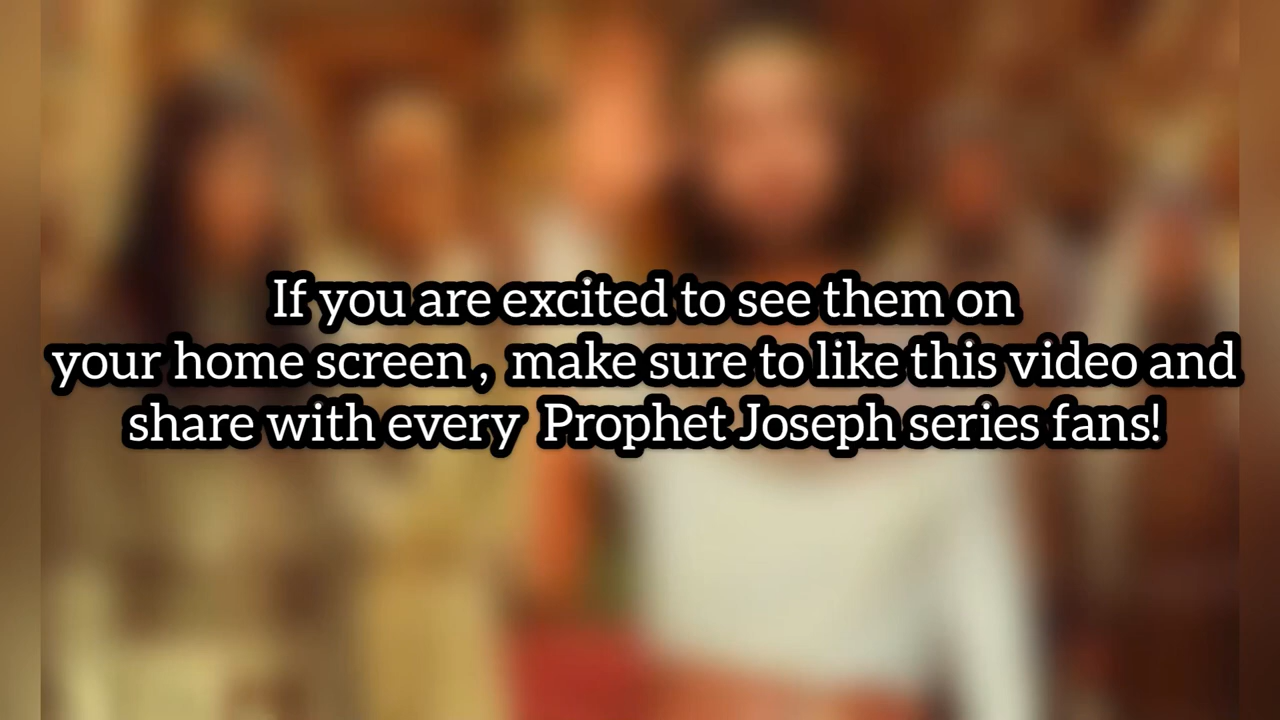 If you are excited to see them on
your home screen, make sure to like this video and
share with every Prophet Joseph series fans!